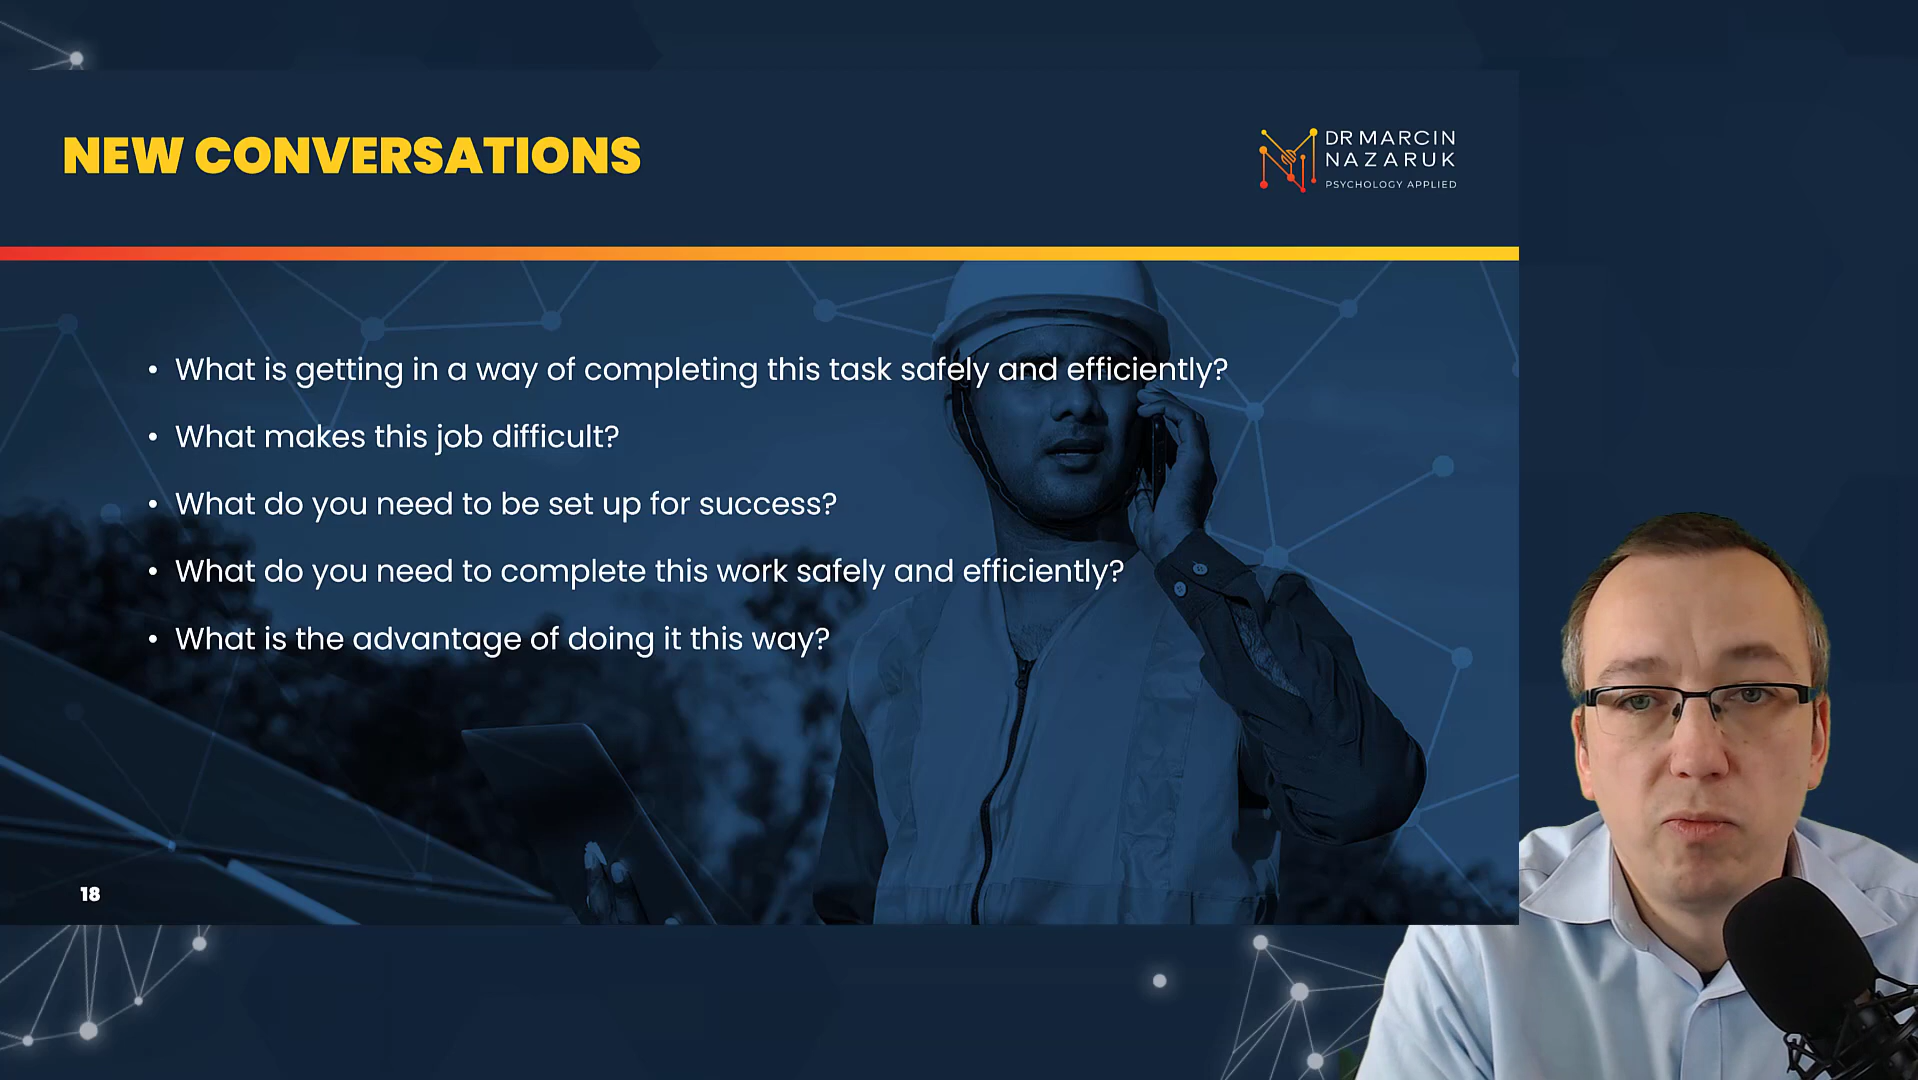 NEW CONVERSATIONS
DR MARCIN
NAZARUK
PSYCHOLOGY APPLIED
• What is getting in a way of completing this task safely and efficiently?
• What makes this job difficult?
• What do you need to be set up for success?
• What do you need to complete this work safely and efficiently?
• What is the advantage of doing it this way?
18